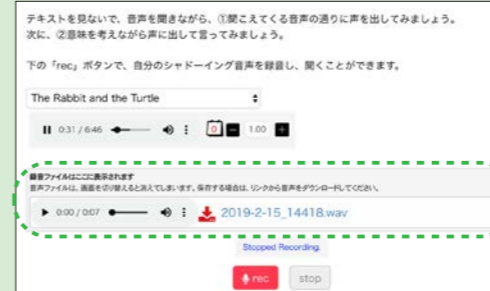 テキストを見ないで、音声を聞きながら、①聞こえてくる音声の通りに声を出してみましょう。
次に、②意味を考えながら声に出して言ってみましょう。
下の「rec」ボタンで、自分のシャドーイング音声を録音し、聞くことができます。
The Rabbit and the Turtle
0:31 / 6:46
1.00
録音ファイルはここに表示されます
音声ファイルは、画面を切り替えると消えてしまいます。保存する場合は、リンクから音声をダウンロードしてください。
0:00 / 0:07 2019-2-15_14418.wav
Stopped Recording.
rec stop